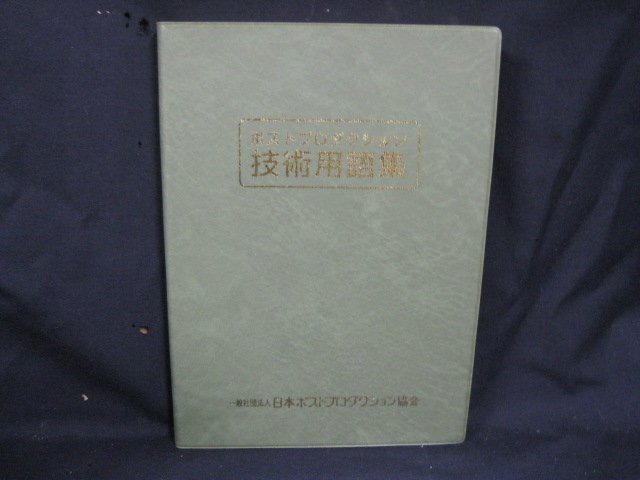 ポストプロダクション
技術用語集
一般社団法人 日本ポストプロダクション協会